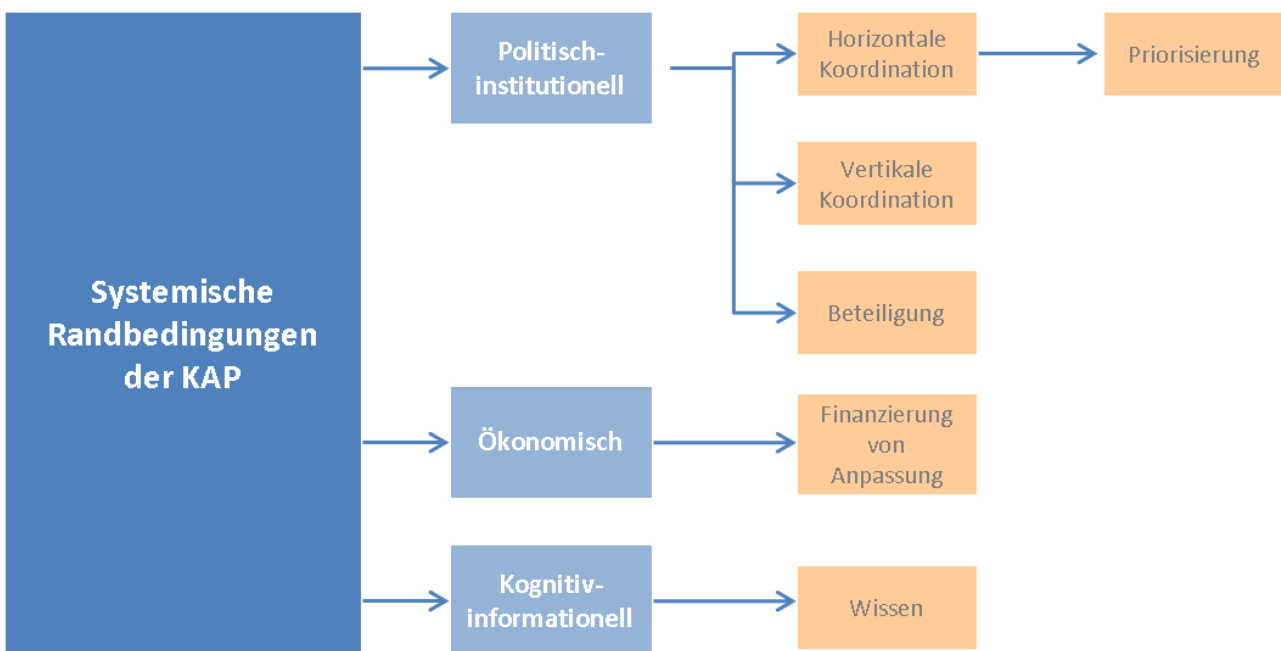 Systemische
Randbedingungen
der KAP
Politisch-
institutionell
Horizontale
Koordination
Priorisierung
Vertikale
Koordination
Beteiligung
Ökonomisch
Finanzierung
von
Anpassung
Kognitiv-
informationell
Wissen